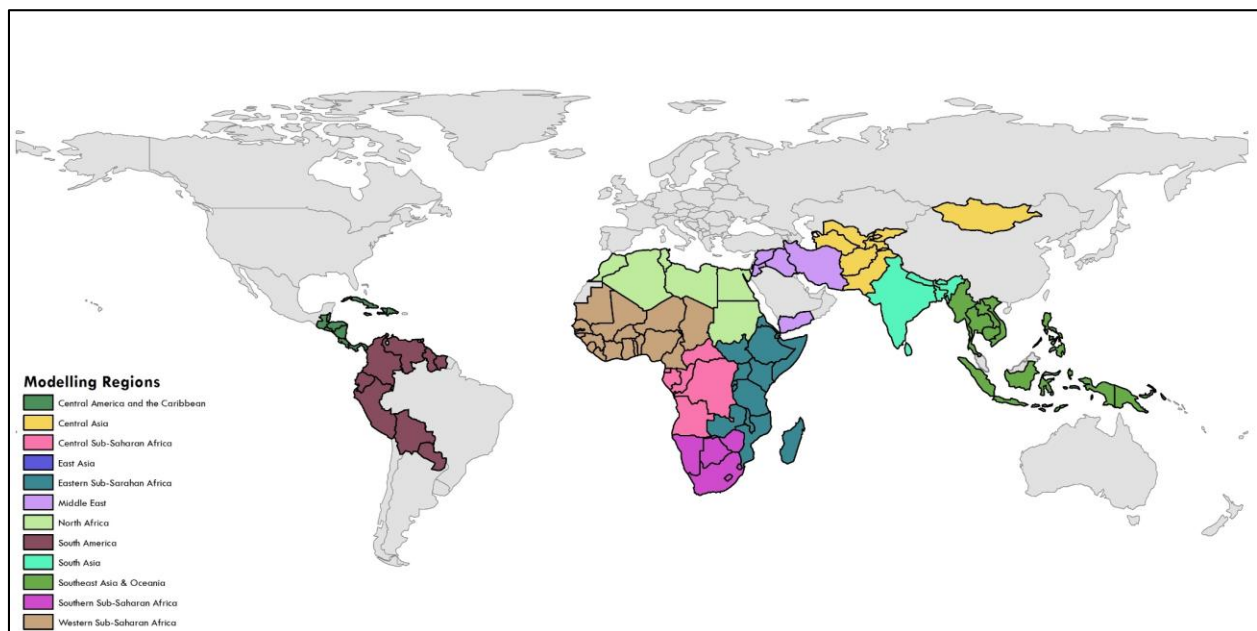 Modelling Regions
Central America and the Caribbean
Central Asia
Central Sub-Saharan Africa
East Asia
Eastern Sub-Sarahan Africa
Middle East
North Africa
South America
South Asia
Southeast Asia & Oceania
Southern Sub-Saharan Africa
Western Sub-Saharan Africa